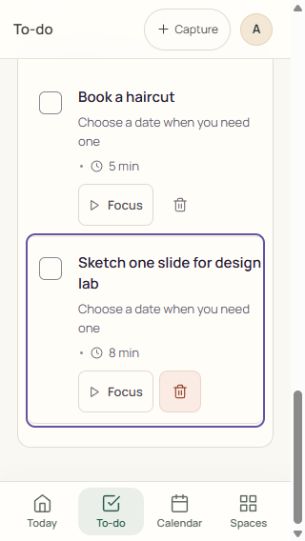 To-do
+ Capture
A
Book a haircut
Choose a date when you need
one
• 5 min
Focus
Sketch one slide for design
lab
Choose a date when you need
one
• 8 min
Focus
Today
To-do
Calendar
Spaces